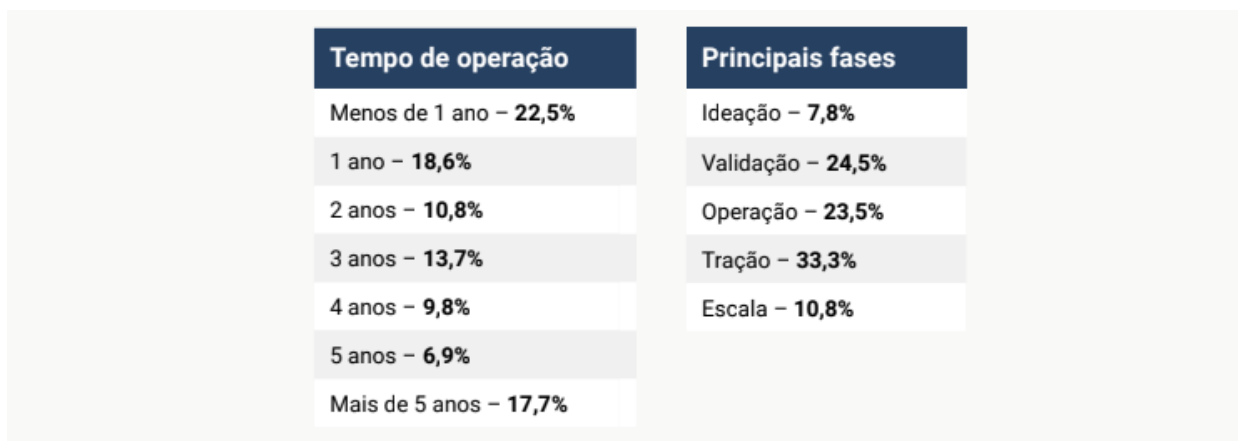 Tempo de operação
Menos de 1 ano – 22,5%
1 ano – 18,6%
2 anos – 10,8%
3 anos – 13,7%
4 anos – 9,8%
5 anos – 6,9%
Mais de 5 anos – 17,7%
Principais fases
Ideação – 7,8%
Validação – 24,5%
Operação – 23,5%
Tração – 33,3%
Escala – 10,8%